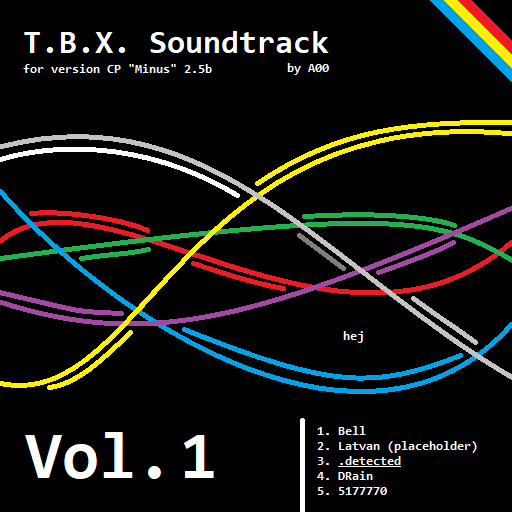 T.B.X. Soundtrack
for version CP "Minus" 2.5b by A00
hej
Vol.1
1. Bell
2. Latvan (placeholder)
3. .detected
4. DRain
5. 5177770